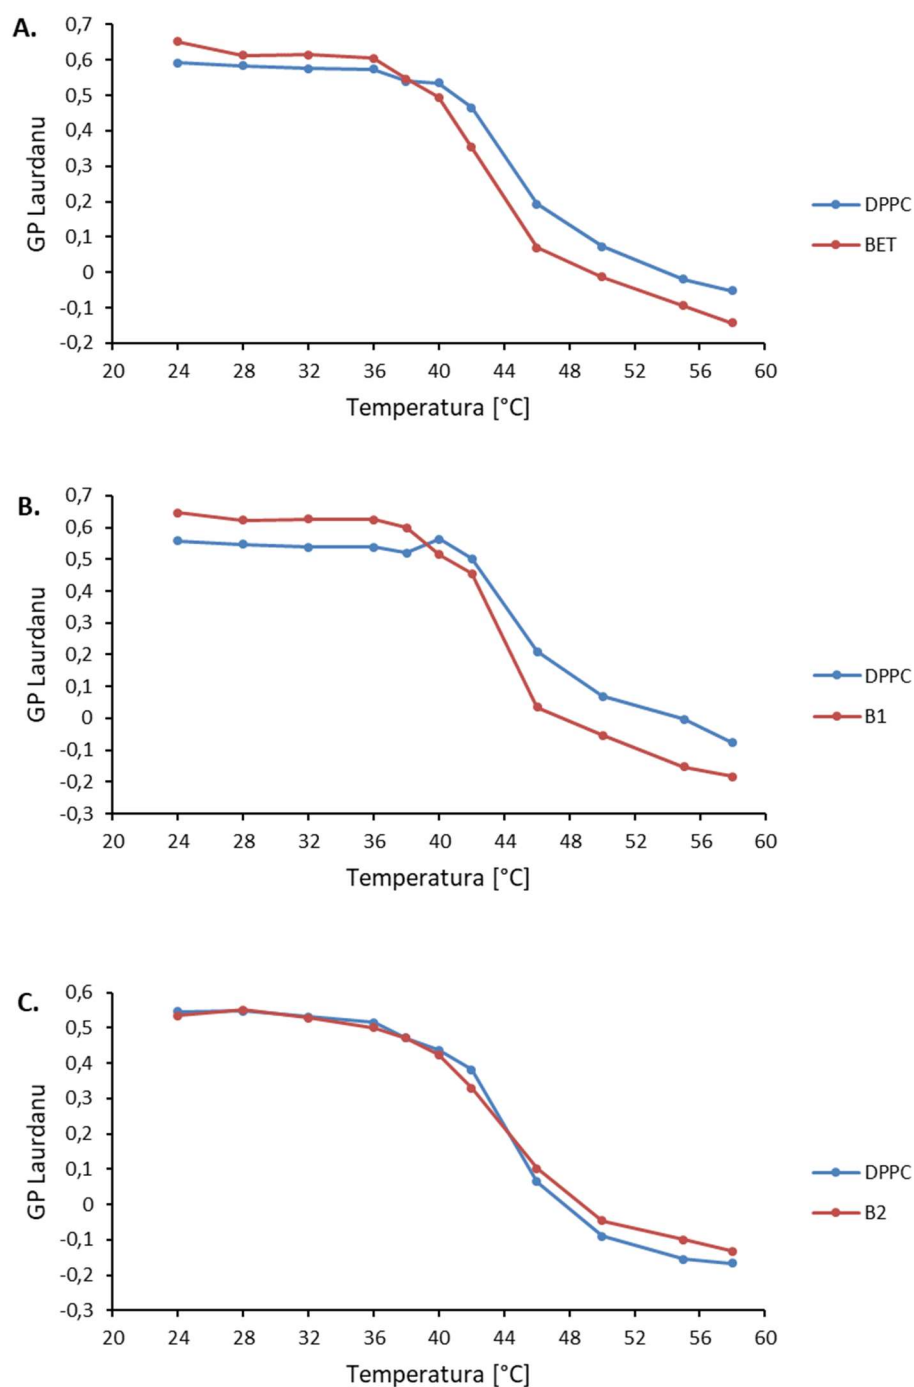 A.
GP Laurdanu
0,7
0,6
0,5
0,4
0,3
0,2
0,1
0
-0,1
-0,2
20 24 28 32 36 40 44 48 52 56 60
Temperatura [°C]
DPPC
BET
B.
GP Laurdanu
0,7
0,6
0,5
0,4
0,3
0,2
0,1
0
-0,1
-0,2
-0,3
20 24 28 32 36 40 44 48 52 56 60
Temperatura [°C]
DPPC
B1
C.
GP Laurdanu
0,6
0,5
0,4
0,3
0,2
0,1
0
-0,1
-0,2
-0,3
20 24 28 32 36 40 44 48 52 56 60
Temperatura [°C]
DPPC
B2